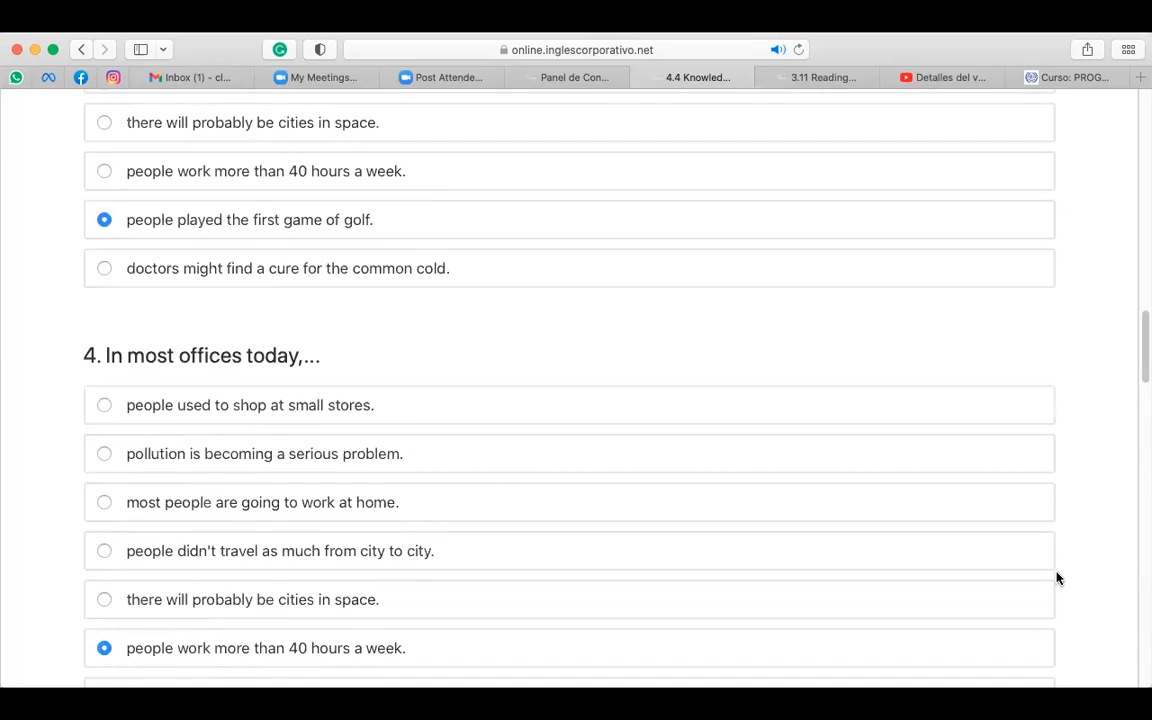 online.inglescorporativo.net
Inbox (1) - cl...
My Meetings...
Post Attende...
Panel de Con...
4.4 Knowled...
3.11 Reading...
Detalles del v...
Curso: PROG...
there will probably be cities in space.
people work more than 40 hours a week.
people played the first game of golf.
doctors might find a cure for the common cold.
4. In most offices today,...
people used to shop at small stores.
pollution is becoming a serious problem.
most people are going to work at home.
people didn't travel as much from city to city.
there will probably be cities in space.
people work more than 40 hours a week.